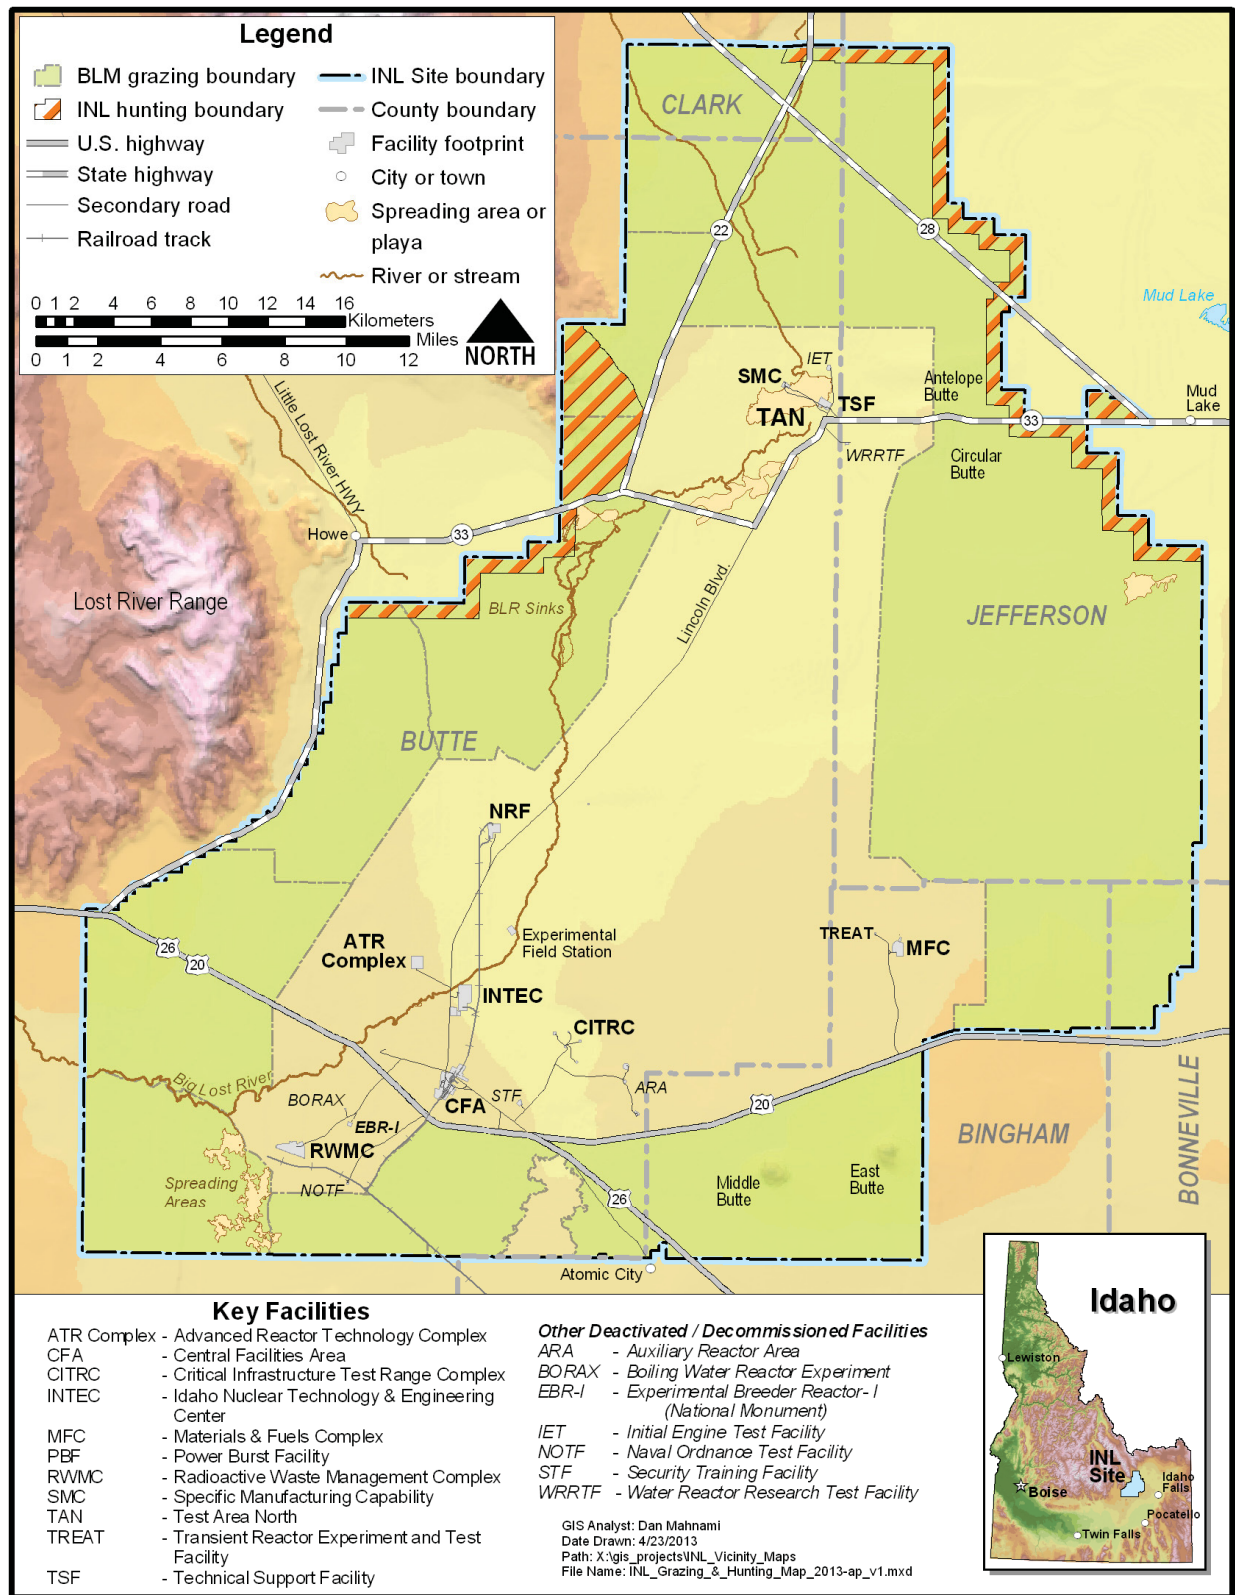 Legend
BLM grazing boundary
INL hunting boundary
U.S. highway
State highway
Secondary road
Railroad track
INL Site boundary
County boundary
Facility footprint
City or town
Spreading area or
playa
River or stream
0 1 2 4 6 8 10 12 14 16
Kilometers
Miles
0 1 2 4 6 8 10 12
NORTH
CLARK
22
28
Mud Lake
IET
SMC
TSF
TAN
Antelope
Butte
Mud
Lake
33
WRRTF
Circular
Butte
Little Lost River HWY
Howe
33
Lost River Range
BLR Sinks
Lincoln Blvd.
JEFFERSON
BUTTE
NRF
Experimental
Field Station
ATR
Complex
TREAT
MFC
26
20
INTEC
CITRC
Big Lost River
BORAX
STF
ARA
CFA
EBR-I
20
RWMC
BINGHAM
BONNEVILLE
Spreading
Areas
NOTF
Middle
Butte
East
Butte
26
Atomic City
Key Facilities
ATR Complex - Advanced Reactor Technology Complex
CFA - Central Facilities Area
CITRC - Critical Infrastructure Test Range Complex
INTEC - Idaho Nuclear Technology & Engineering
Center
MFC - Materials & Fuels Complex
PBF - Power Burst Facility
RWMC - Radioactive Waste Management Complex
SMC - Specific Manufacturing Capability
TAN - Test Area North
TREAT - Transient Reactor Experiment and Test
Facility
TSF - Technical Support Facility
Other Deactivated / Decommissioned Facilities
ARA - Auxiliary Reactor Area
BORAX - Boiling Water Reactor Experiment
EBR-I - Experimental Breeder Reactor- I
(National Monument)
IET - Initial Engine Test Facility
NOTF - Naval Ordnance Test Facility
STF - Security Training Facility
WRRTF - Water Reactor Research Test Facility
GIS Analyst: Dan Mahnami
Date Drawn: 4/23/2013
Path: X:\gis_projects\INL_Vicinity_Maps
File Name: INL_Grazing_&_Hunting_Map_2013-ap_v1.mxd
Idaho
Lewiston
INL
Site
Boise
Idaho
Falls
Pocatello
Twin Falls